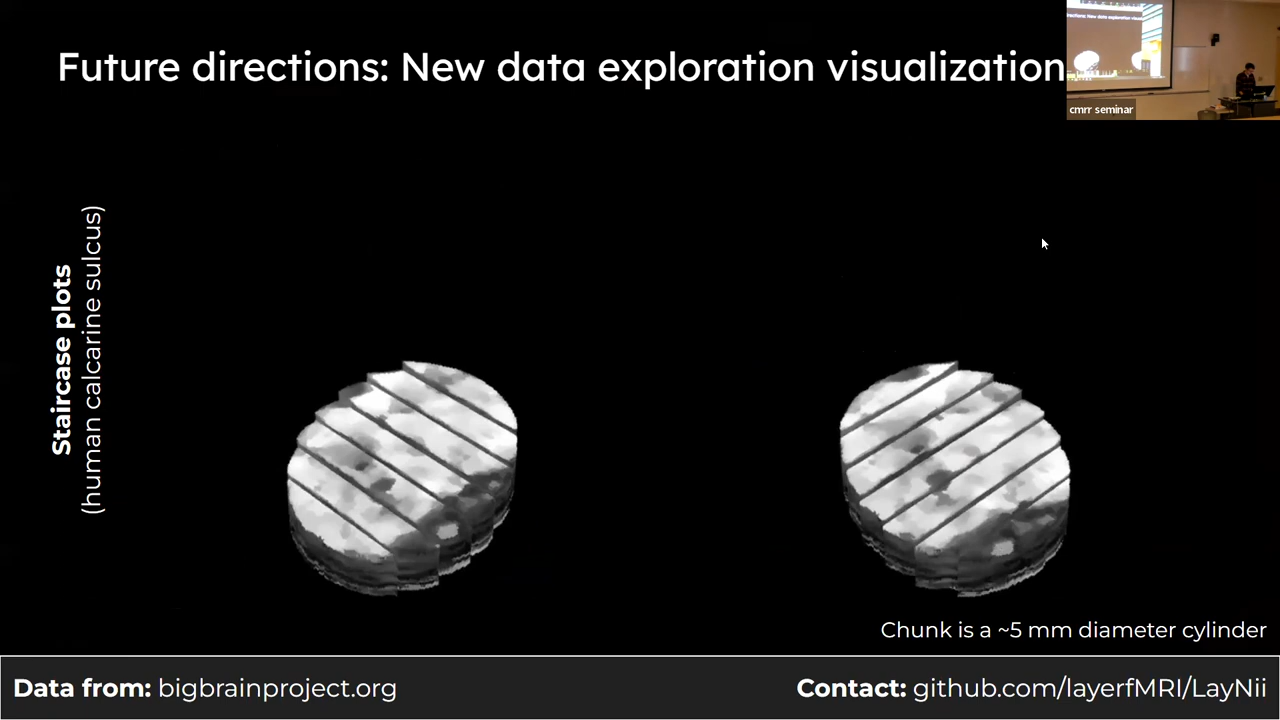 Future directions: New data exploration visualization
cmrr seminar
Staircase plots
(human calcarine sulcus)
Chunk is a ~5 mm diameter cylinder
Data from: bigbrainproject.org
Contact: github.com/layerfMRI/LayNii